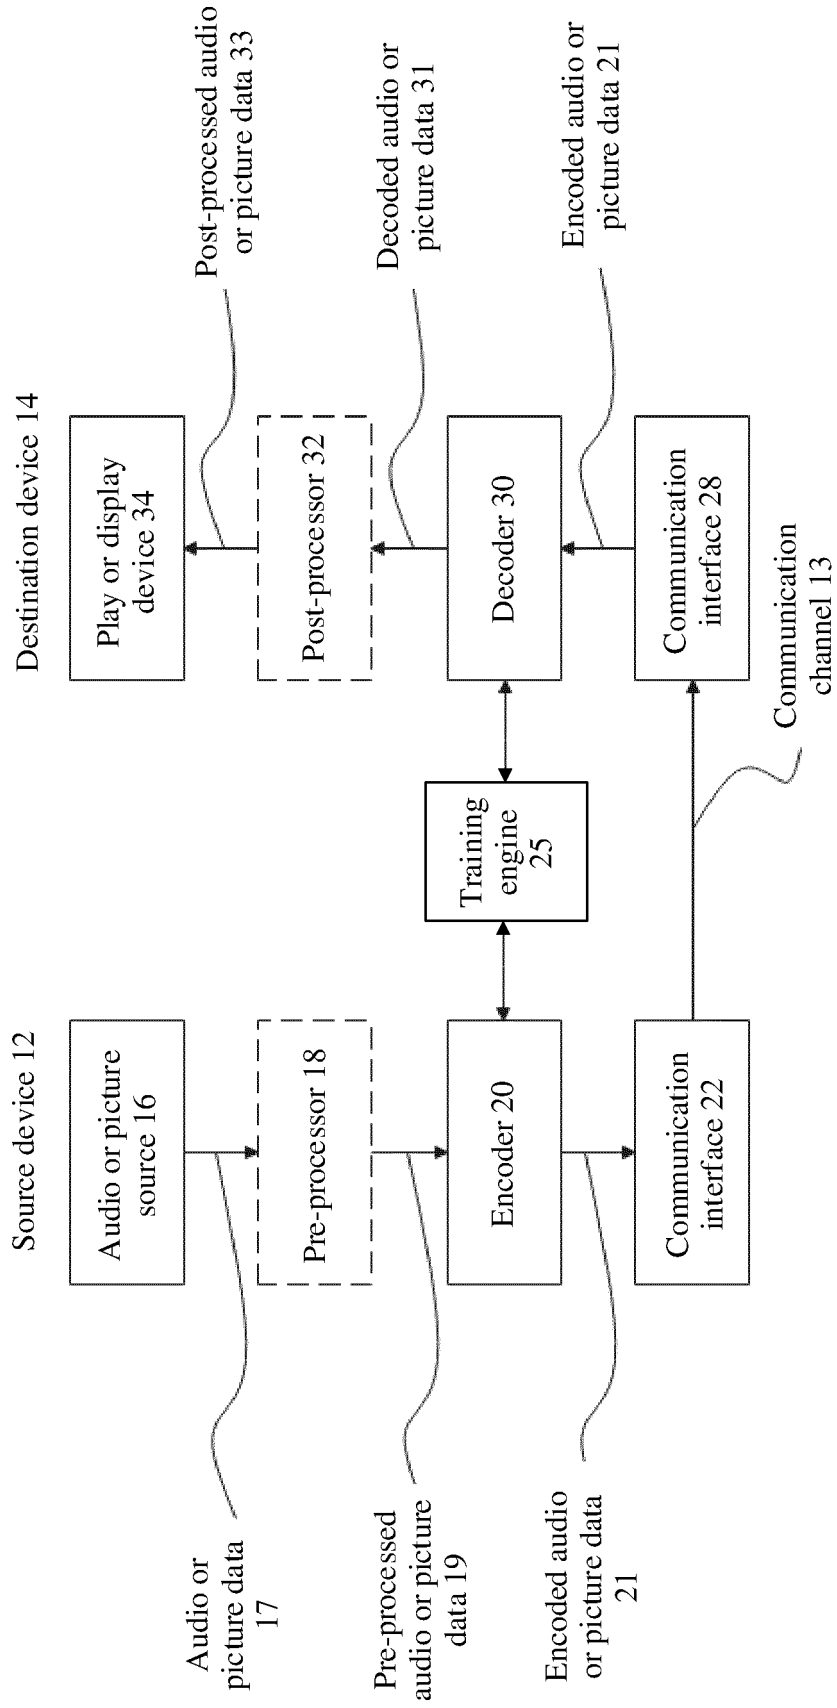 Source device 12
Destination device 14
Audio or
picture data
17
Audio or picture
source 16
Play or display
device 34
Post-processed audio
or picture data 33
Pre-processor 18
Post-processor 32
Pre-processed
audio or picture
data 19
Decoded audio or
picture data 31
Encoder 20
Training
engine
25
Decoder 30
Encoded audio
or picture data
21
Encoded audio or
picture data 21
Communication
interface 22
Communication
interface 28
Communication
channel 13